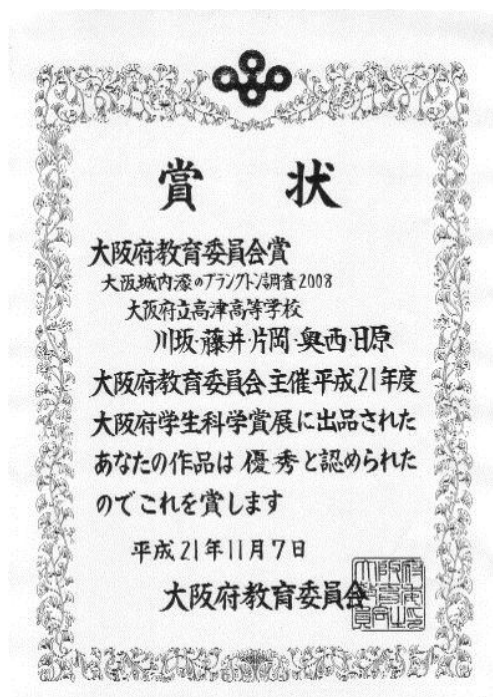 賞 状
大阪府教育委員会賞
大阪城内濠のプランクトン調査2008
大阪府立高津高等学校
川坂・藤井・片岡・奥西・日原
大阪府教育委員会主催平成21年度
大阪府学生科学賞展に出品された
あなたの作品は優秀と認められた
のでこれを賞します
平成21年11月7日
大阪府教育委員会